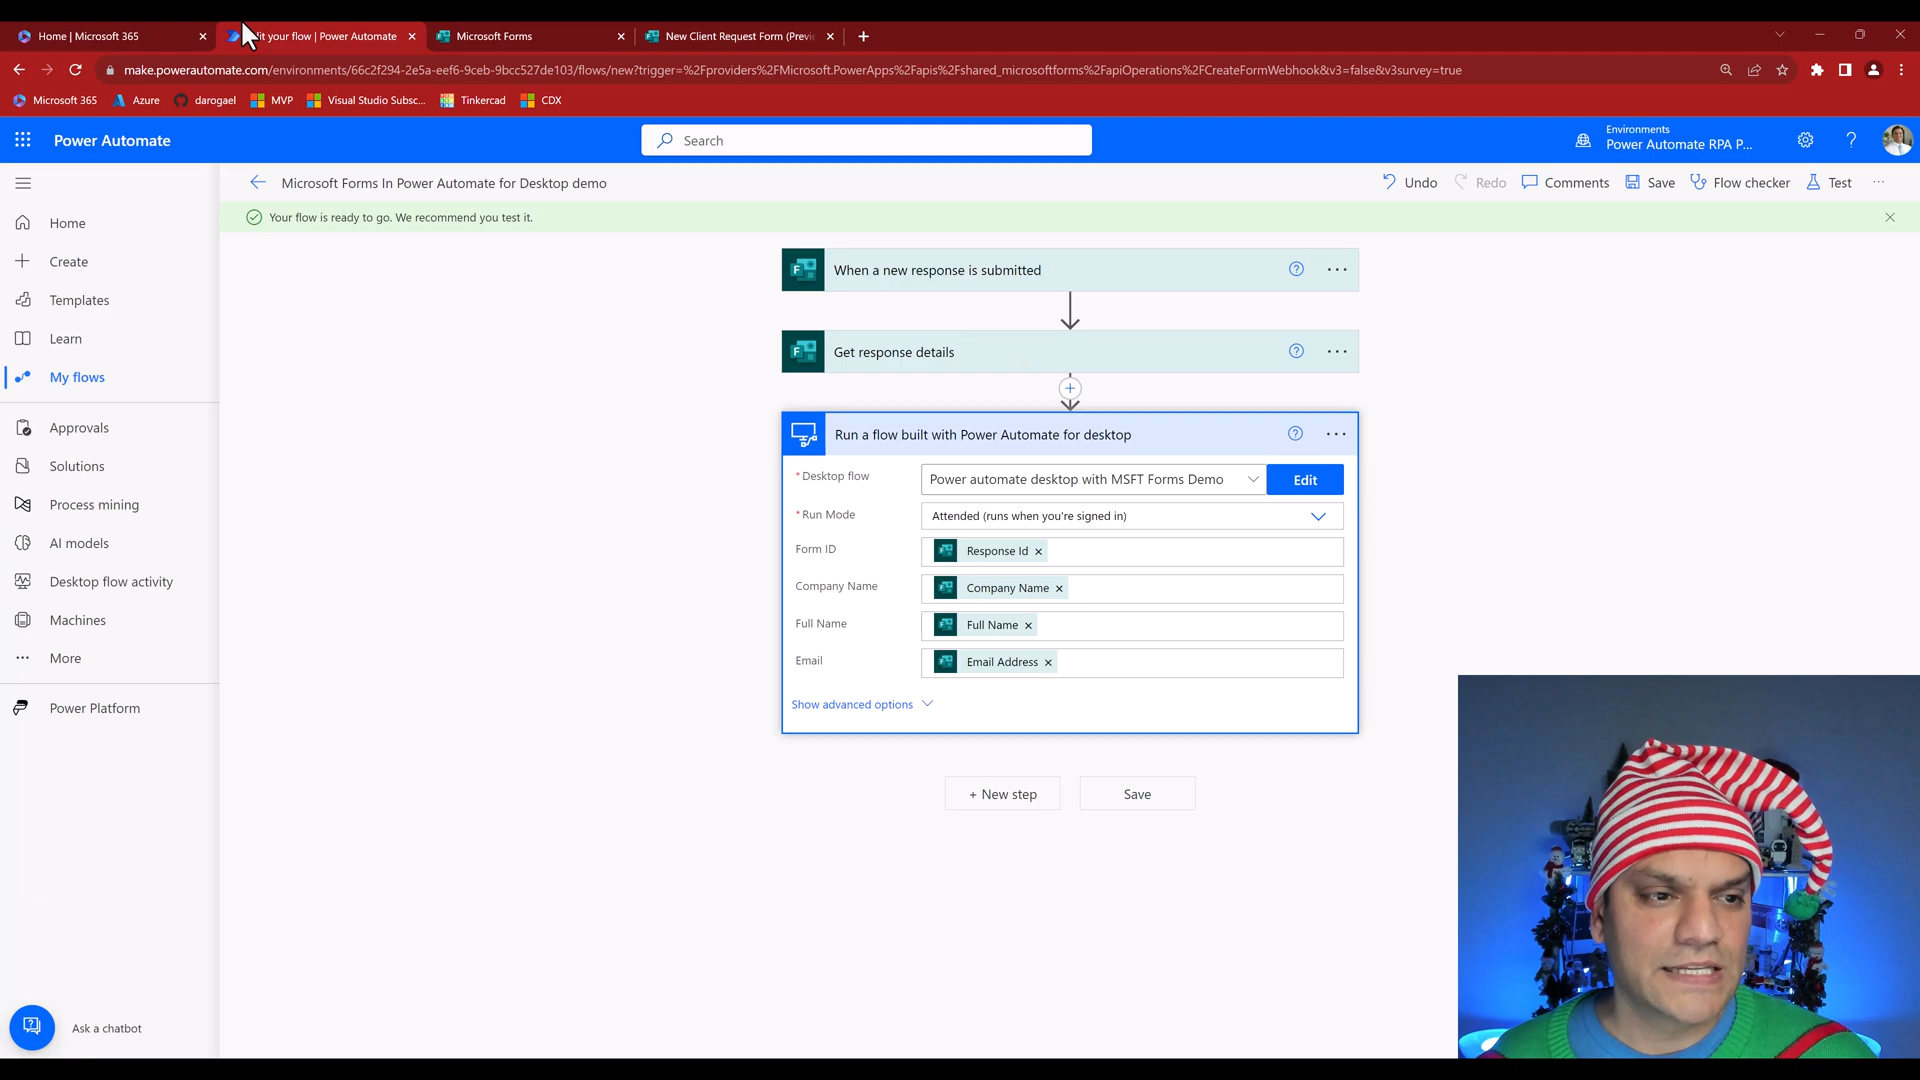 Home | Microsoft 365
it your flow | Power Automate
Microsoft Forms
New Client Request Form (Previe
make.powerautomate.com/environments/66c2f294-2e5a-eef6-9ceb-9bcc527de103/flows/new?trigger=%2Fproviders%2FMicrosoft.PowerApps%2Fapis%2Fshared_microsoftforms%2FapiOperations%2FCreateFormWebhook&v3=false&v3survey=true
Microsoft 365
Azure
darogael
MVP
Visual Studio Subsc...
Tinkercad
CDX
Power Automate
Search
Environments
Power Automate RPA P...
Microsoft Forms In Power Automate for Desktop demo
Undo
Redo
Comments
Save
Flow checker
Test
Your flow is ready to go. We recommend you test it.
Home
Create
Templates
Learn
My flows
Approvals
Solutions
Process mining
AI models
Desktop flow activity
Machines
More
Power Platform
Ask a chatbot
When a new response is submitted
Get response details
Run a flow built with Power Automate for desktop
* Desktop flow
Power automate desktop with MSFT Forms Demo
Edit
* Run Mode
Attended (runs when you're signed in)
Form ID
Response Id
Company Name
Company Name
Full Name
Full Name
Email
Email Address
Show advanced options
+ New step
Save